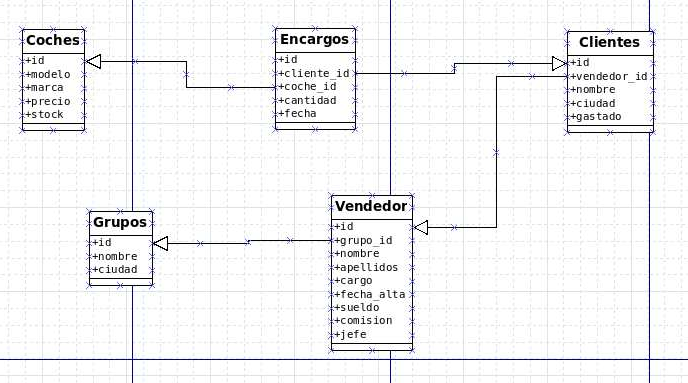 Coches
+id
+modelo
+marca
+precio
+stock
Encargos
+id
+cliente_id
+coche_id
+cantidad
+fecha
Clientes
+id
+vendedor_id
+nombre
+ciudad
+gastado
Grupos
+id
+nombre
+ciudad
Vendedor
+id
+grupo_id
+nombre
+apellidos
+cargo
+fecha_alta
+sueldo
+comision
+jefe